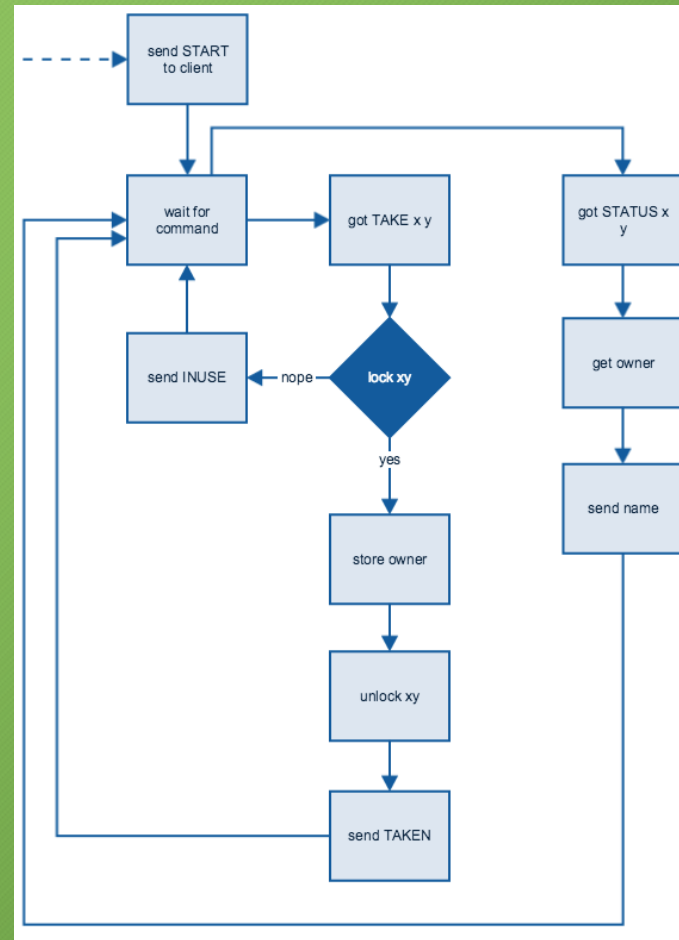 send START
to client
wait for
command
got TAKE x y
got STATUS x
y
send INUSE
nope
lock xy
get owner
yes
send name
store owner
unlock xy
send TAKEN